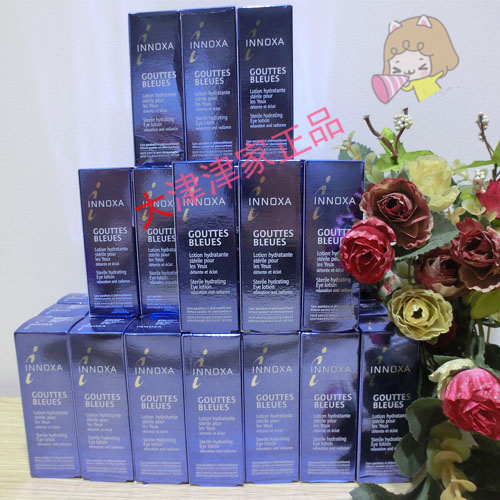 i INNOXA
GOUTTES
BLEUES
Lotion hydratante
stérile pour
les Yeux
détente et éclat
Sterile hydrating
Eye lotion
relaxation and radiance
大津津家正品